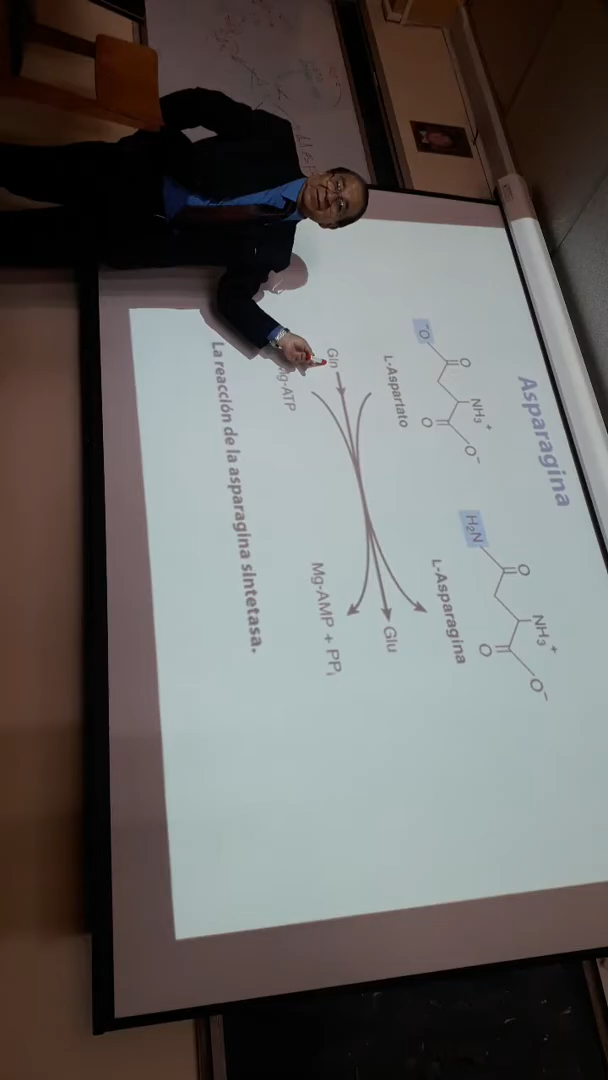 Asparagina
⁻O O NH₃⁺ O O⁻
H₂N O NH₃⁺ O O⁻
L-Aspartato
L-Asparagina
Gln
Glu
Mg-ATP
Mg-AMP + PPᵢ
La reacción de la asparagina sintetasa.